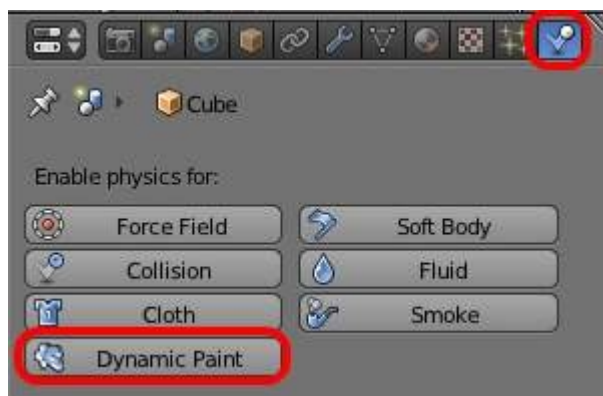 Cube
Enable physics for:
Force Field Soft Body
Collision Fluid
Cloth Smoke
Dynamic Paint